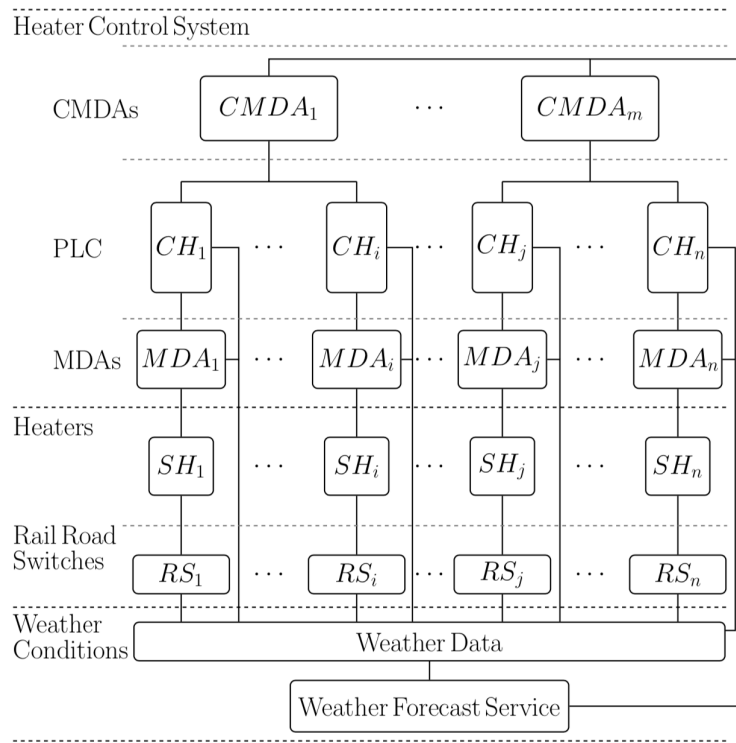 Heater Control System
CMDAs CMDA₁ ··· CMDAₘ
PLC CH₁ ··· CHᵢ ··· CHⱼ ··· CHₙ
MDAs MDA₁ ··· MDAᵢ ··· MDAⱼ ··· MDAₙ
Heaters
SH₁ ··· SHᵢ ··· SHⱼ ··· SHₙ
Rail Road
Switches
RS₁ ··· RSᵢ ··· RSⱼ ··· RSₙ
Weather
Conditions
Weather Data
Weather Forecast Service